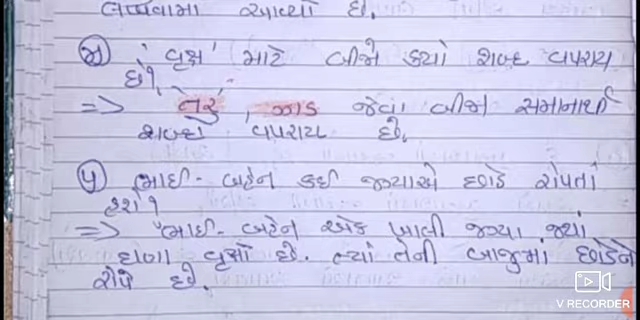 લખવામાં આવ્યો છે.
૪ 'વૃક્ષ' માટે બીજો કયો શબ્દ વપરાય
છે?
=> 'તરુ', ઝાડ જેવાં બીજા સમાનાર્થી
શબ્દો વપરાય છે.
૫ ભાઈ - બહેન કઈ જગ્યાએ છોડ રોપતાં
હશે?
=> ભાઈ - બહેન એક ખાલી જગ્યા જ્યાં
ઘણા વૃક્ષો છે. ત્યાં તેની બાજુમાં છોડને
રોપે છે.
V RECORDER